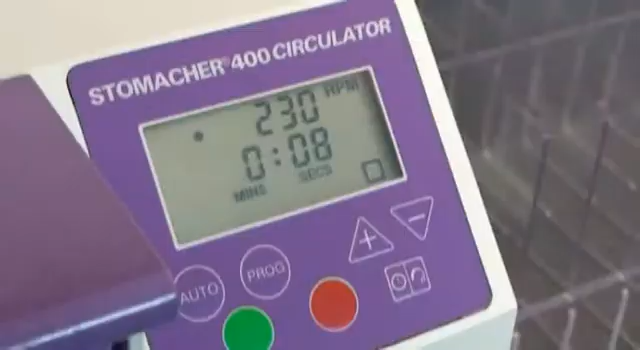 STOMACHER® 400 CIRCULATOR
230 RPM
0:08
MINS SECS
+ -
AUTO PROG